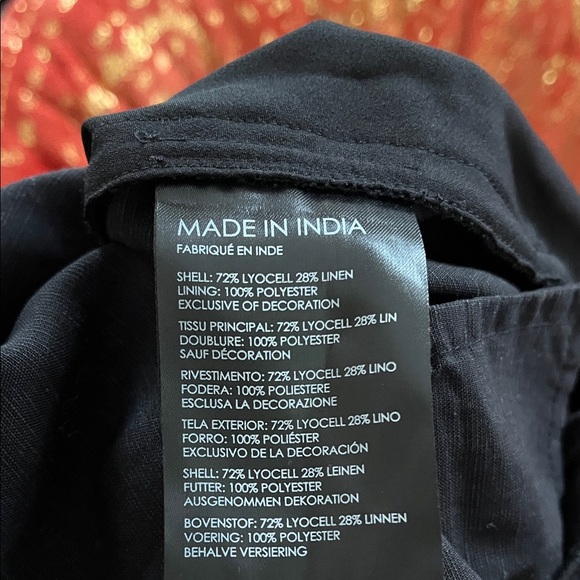 MADE IN INDIA
FABRIQUÉ EN INDE
SHELL: 72% LYOCELL 28% LINEN
LINING: 100% POLYESTER
EXCLUSIVE OF DECORATION
TISSU PRINCIPAL: 72% LYOCELL 28% LIN
DOUBLURE: 100% POLYESTER
SAUF DÉCORATION
RIVESTIMENTO: 72% LYOCELL 28% LINO
FODERA: 100% POLIESTERE
ESCLUSA LA DECORAZIONE
TELA EXTERIOR: 72% LYOCELL 28% LINO
FORRO: 100% POLIÉSTER
EXCLUSIVO DE LA DECORACIÓN
SHELL: 72% LYOCELL 28% LEINEN
FUTTER: 100% POLYESTER
AUSGENOMMEN DEKORATION
BOVENSTOF: 72% LYOCELL 28% LINNEN
VOERING: 100% POLYESTER
BEHALVE VERSIERING